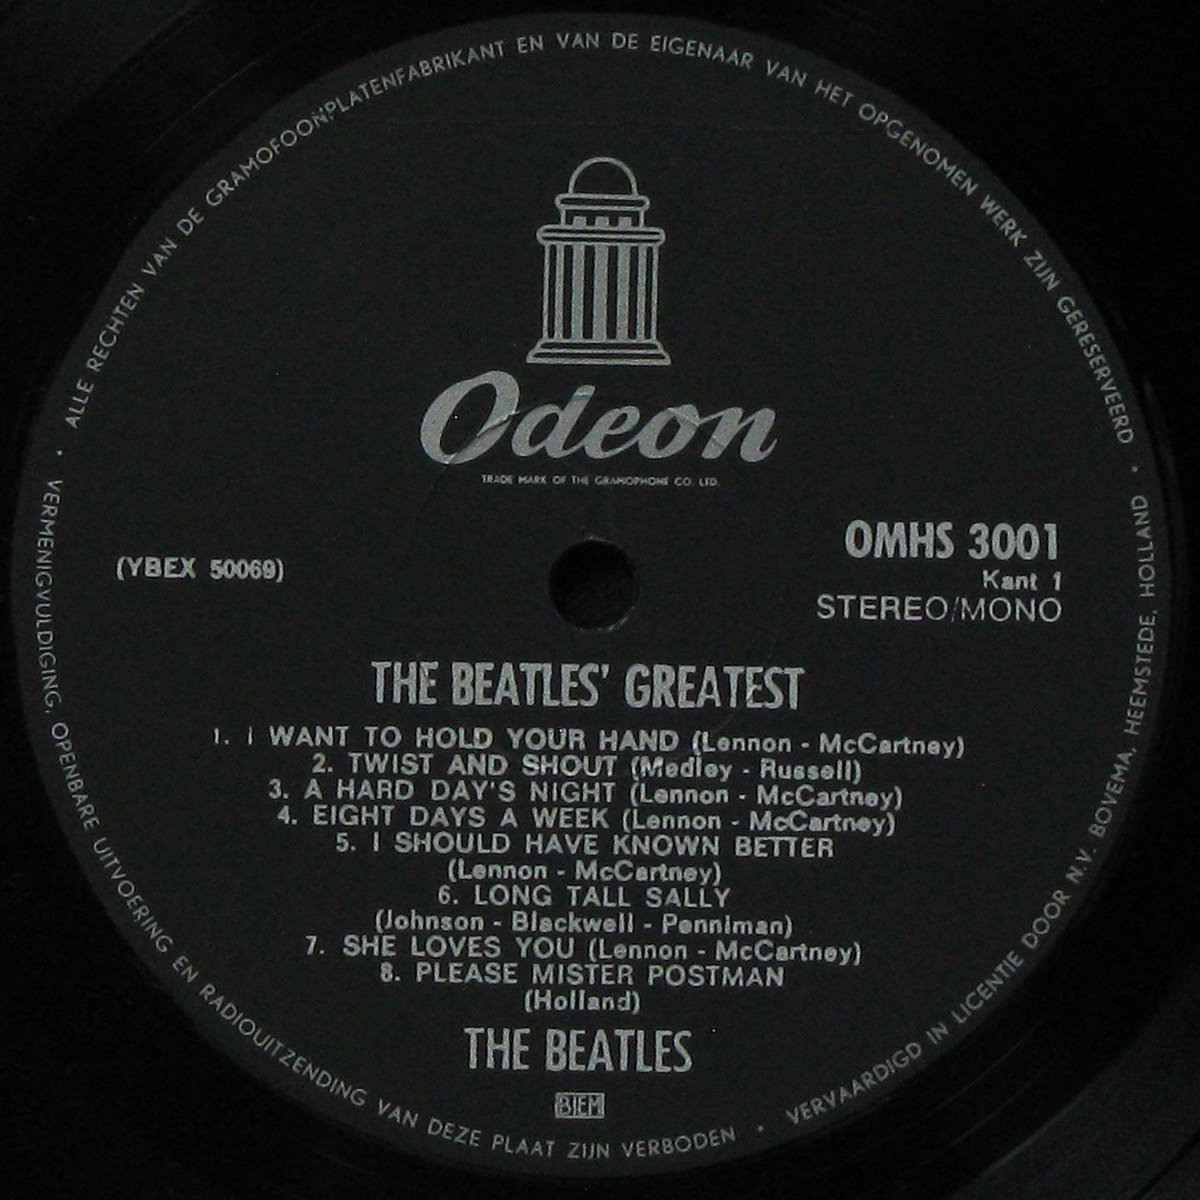 ALLE RECHTEN VAN DE GRAMOFOONPLATENFABRIKANT EN VAN DE EIGENAAR VAN HET OPGENOMEN WERK ZIJN GERESERVEERD •
Odeon
TRADE MARK OF THE GRAMOPHONE CO. LTD.
(YBEX 50069)
OMHS 3001
Kant 1
STEREO/MONO
THE BEATLES' GREATEST
1. I WANT TO HOLD YOUR HAND (Lennon - McCartney)
2. TWIST AND SHOUT (Medley - Russell)
3. A HARD DAY'S NIGHT (Lennon - McCartney)
4. EIGHT DAYS A WEEK (Lennon - McCartney)
5. I SHOULD HAVE KNOWN BETTER
(Lennon - McCartney)
6. LONG TALL SALLY
(Johnson - Blackwell - Penniman)
7. SHE LOVES YOU (Lennon - McCartney)
8. PLEASE MISTER POSTMAN
(Holland)
THE BEATLES
BIEM
• VERMENIGVULDIGING, OPENBARE UITVOERING EN RADIOUITZENDING VAN DEZE PLAAT ZIJN VERBODEN •
VERVAARDIGD IN LICENTIE DOOR N.V. BOVEMA, HEEMSTEDE, HOLLAND